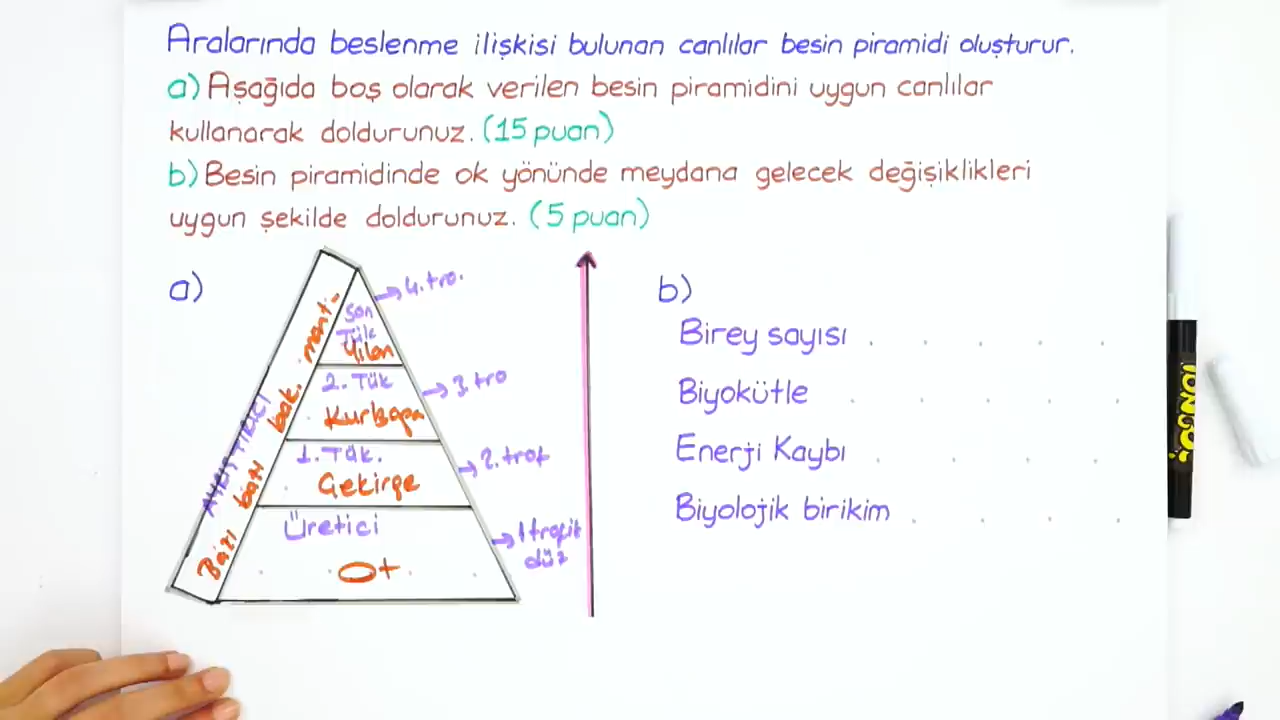 Aralarında beslenme ilişkisi bulunan canlılar besin piramidi oluşturur.
a) Aşağıda boş olarak verilen besin piramidini uygun canlılar
kullanarak doldurunuz. (15 puan)
b) Besin piramidinde ok yönünde meydana gelecek değişiklikleri
uygun şekilde doldurunuz. (5 puan)
a)
AYRIŞTIRICI
Bazı bazı bak. mant.
→ 4. tro.
Son
Tük
Yılan
→ 3. tro
2. Tük
Kurbağa
→ 2. trof
1. Tük.
Çekirge
→ 1 trofik
düz
Üretici
Ot
b)
Birey sayısı . . . .
Biyokütle . . . .
Enerji Kaybı . . . .
Biyolojik birikim . . . .